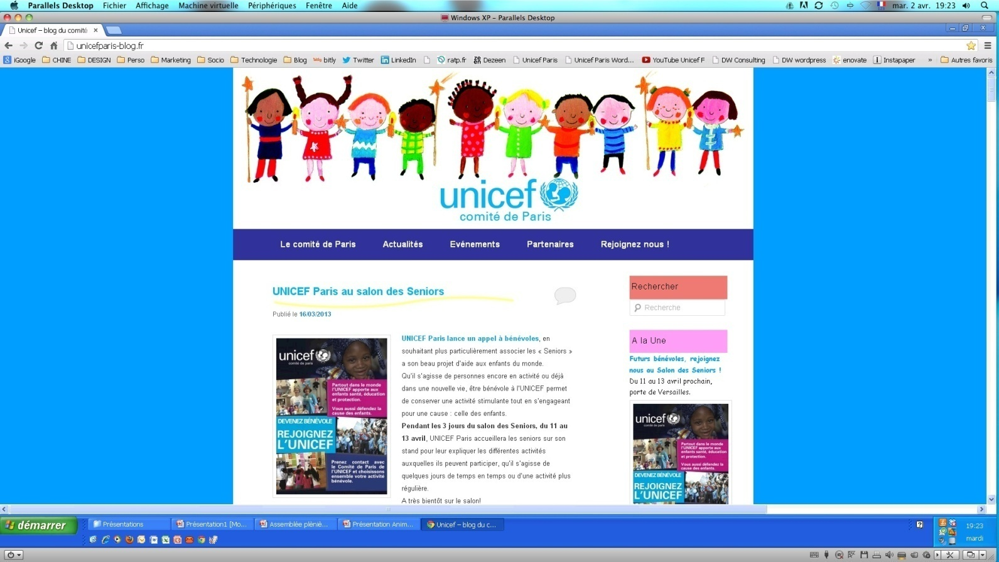 Parallels Desktop Fichier Affichage Machine virtuelle Périphériques Fenêtre Aide mar. 2 avr. 19:23
Windows XP - Parallels Desktop
Unicef – blog du comité
unicefparis-blog.fr
iGoogle CHINE DESIGN Perso Marketing Socio Technologie Blog bitly Twitter LinkedIn ratp.fr Dezeen Unicef Paris Unicef Paris Word... YouTube Unicef F DW Consulting DW wordpress enovate Instapaper » Autres favoris
unicef
comité de Paris
Le comité de Paris Actualités Evénements Partenaires Rejoignez nous !
UNICEF Paris au salon des Seniors
Publié le 16/03/2013
unicef
comité de paris
Partout dans le monde
l'UNICEF apporte aux
enfants santé, éducation
et protection.
Vous aussi défendez la
cause des enfants.
DEVENEZ BÉNÉVOLE
REJOIGNEZ
L'UNICEF
Prenez contact avec
le Comité de Paris de
l'UNICEF et choisissons
ensemble votre activité
bénévole.
UNICEF Paris lance un appel à bénévoles, en
souhaitant plus particulièrement associer les « Seniors »
a son beau projet d'aide aux enfants du monde.
Qu'il s'agisse de personnes encore en activité ou déjà
dans une nouvelle vie, être bénévole à l'UNICEF permet
de conserver une activité stimulante tout en s'engageant
pour une cause : celle des enfants.
Pendant les 3 jours du salon des Seniors, du 11 au
13 avril, UNICEF Paris accueillera les seniors sur son
stand pour leur expliquer les différentes activités
auxquelles ils peuvent participer, qu'il s'agisse de
quelques jours de temps en temps ou d'une activité plus
régulière.
A très bientôt sur le salon!
Rechercher
Recherche
A la Une
Futurs bénévoles, rejoignez
nous au Salon des Seniors !
Du 11 au 13 avril prochain,
porte de Versailles.
unicef
comité de paris
Partout dans le monde
l'UNICEF apporte aux
enfants santé, éducation
et protection.
Vous aussi défendez la
cause des enfants.
DEVENEZ BÉNÉVOLE
REJOIGNEZ
L'UNICEF
démarrer Présentations Présentation1 [Mo... Assemblée pléniè... Présentation Anim... Unicef – blog du c... 19:23
mardi